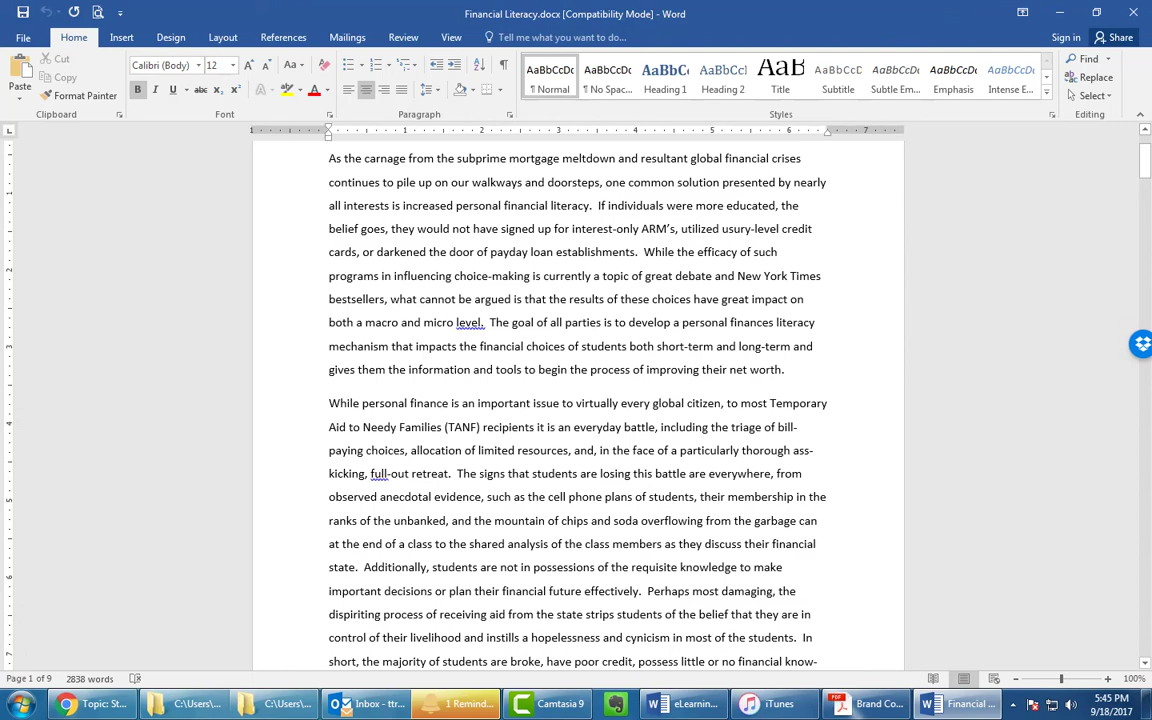 Financial Literacy.docx [Compatibility Mode] - Word
File Home Insert Design Layout References Mailings Review View Tell me what you want to do... Sign in Share
Paste
Cut
Copy
Format Painter
Clipboard
Calibri (Body) 12
Font
Paragraph
AaBbCcDc AaBbCcDc AaBbCc AaBbCcI AaB AaBbCcD AaBbCcDc AaBbCcDc AaBbCcDc
¶ Normal ¶ No Spac... Heading 1 Heading 2 Title Subtitle Subtle Em... Emphasis Intense E...
Styles
Find
Replace
Select
Editing
1 1 2 3 4 5 6 7
As the carnage from the subprime mortgage meltdown and resultant global financial crises
continues to pile up on our walkways and doorsteps, one common solution presented by nearly
all interests is increased personal financial literacy.  If individuals were more educated, the
belief goes, they would not have signed up for interest-only ARM’s, utilized usury-level credit
cards, or darkened the door of payday loan establishments.  While the efficacy of such
programs in influencing choice-making is currently a topic of great debate and New York Times
bestsellers, what cannot be argued is that the results of these choices have great impact on
both a macro and micro level.  The goal of all parties is to develop a personal finances literacy
mechanism that impacts the financial choices of students both short-term and long-term and
gives them the information and tools to begin the process of improving their net worth.
While personal finance is an important issue to virtually every global citizen, to most Temporary
Aid to Needy Families (TANF) recipients it is an everyday battle, including the triage of bill-
paying choices, allocation of limited resources, and, in the face of a particularly thorough ass-
kicking, full-out retreat.  The signs that students are losing this battle are everywhere, from
observed anecdotal evidence, such as the cell phone plans of students, their membership in the
ranks of the unbanked, and the mountain of chips and soda overflowing from the garbage can
at the end of a class to the shared analysis of the class members as they discuss their financial
state.  Additionally, students are not in possessions of the requisite knowledge to make
important decisions or plan their financial future effectively.  Perhaps most damaging, the
dispiriting process of receiving aid from the state strips students of the belief that they are in
control of their livelihood and instills a hopelessness and cynicism in most of the students.  In
short, the majority of students are broke, have poor credit, possess little or no financial know-
Page 1 of 9 2838 words 100%
Topic: St... C:\Users\... C:\Users\... Inbox - ttr... 1 Remind... Camtasia 9 eLearnin... iTunes Brand Co... Financial ... 5:45 PM
9/18/2017